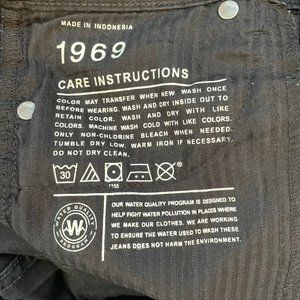 MADE IN INDONESIA
1969
CARE INSTRUCTIONS
COLOR MAY TRANSFER WHEN NEW. WASH ONCE
BEFORE WEARING. WASH AND DRY INSIDE OUT TO
RETAIN COLOR. WASH AND DRY WITH LIKE
COLORS. MACHINE WASH COLD WITH LIKE COLORS.
ONLY NON-CHLORINE BLEACH WHEN NEEDED.
TUMBLE DRY LOW. WARM IRON IF NECESSARY.
DO NOT DRY CLEAN.
30
WATER QUALITY
W
PROGRAM
OUR WATER QUALITY PROGRAM IS DESIGNED TO
HELP FIGHT WATER POLLUTION IN PLACES WHERE
WE MAKE OUR CLOTHES. WE ARE WORKING
TO ENSURE THE WATER USED TO WASH THESE
JEANS DOES NOT HARM THE ENVIRONMENT.